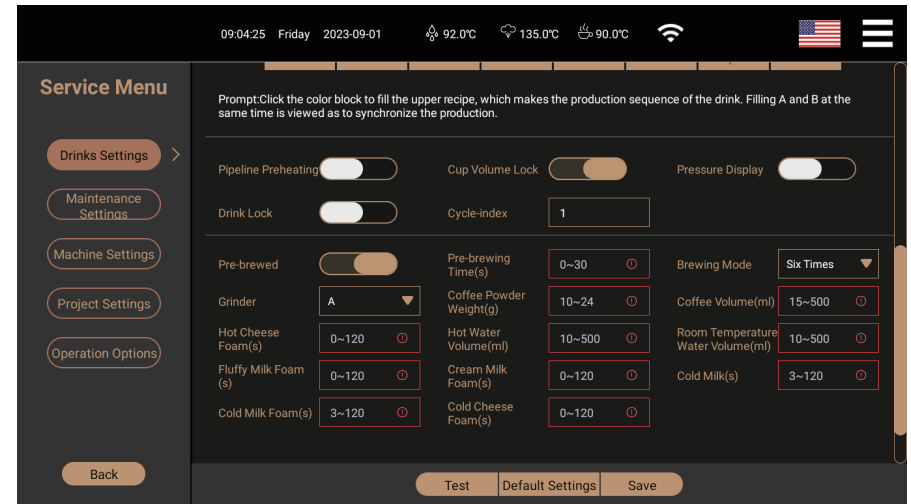 09:04:25 Friday 2023-09-01 92.0℃ 135.0℃ 90.0℃
Service Menu
Drinks Settings
Maintenance
Settings
Machine Settings
Project Settings
Operation Options
Back
Prompt:Click the color block to fill the upper recipe, which makes the production sequence of the drink. Filling A and B at the
same time is viewed as to synchronize the production.
Pipeline Preheating Cup Volume Lock Pressure Display
Drink Lock Cycle-index 1
Pre-brewed Pre-brewing
Time(s) 0~30 Brewing Mode Six Times
Grinder A Coffee Powder
Weight(g) 10~24 Coffee Volume(ml) 15~500
Hot Cheese
Foam(s) 0~120 Hot Water
Volume(ml) 10~500 Room Temperature
Water Volume(ml) 10~500
Fluffy Milk Foam
(s) 0~120 Cream Milk
Foam(s) 0~120 Cold Milk(s) 3~120
Cold Milk Foam(s) 3~120 Cold Cheese
Foam(s) 0~120
Test Default Settings Save